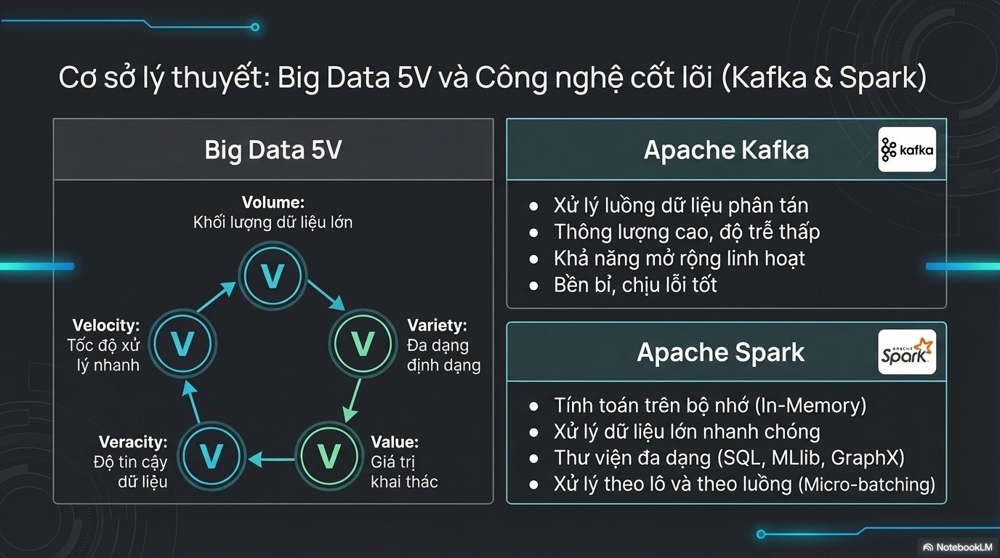 Cơ sở lý thuyết: Big Data 5V và Công nghệ cốt lõi (Kafka & Spark)
Big Data 5V
Volume:
Khối lượng dữ liệu lớn
V
Velocity:
Tốc độ xử
lý nhanh
V
V
Variety:
Đa dạng
định dạng
Veracity:
Độ tin cậy
dữ liệu
V
V
Value:
Giá trị
khai thác
Apache Kafka
kafka
• Xử lý luồng dữ liệu phân tán
• Thông lượng cao, độ trễ thấp
• Khả năng mở rộng linh hoạt
• Bền bỉ, chịu lỗi tốt
Apache Spark
APACHE
Spark
• Tính toán trên bộ nhớ (In-Memory)
• Xử lý dữ liệu lớn nhanh chóng
• Thư viện đa dạng (SQL, MLlib, GraphX)
• Xử lý theo lô và theo luồng (Micro-batching)
NotebookLM